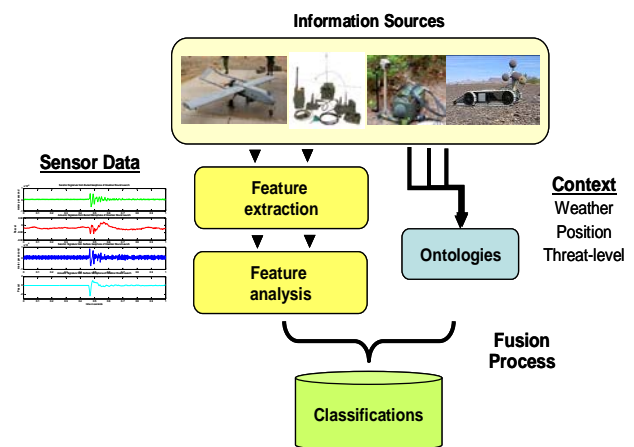 Information Sources
Sensor Data
Feature
extraction
Context
Weather
Position
Threat-level
Ontologies
Feature
analysis
Fusion
Process
Classifications